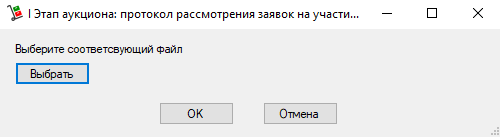 I Этап аукциона: протокол рассмотрения заявок на участи...
Выберите соответсвующий файл
Выбрать
OK
Отмена